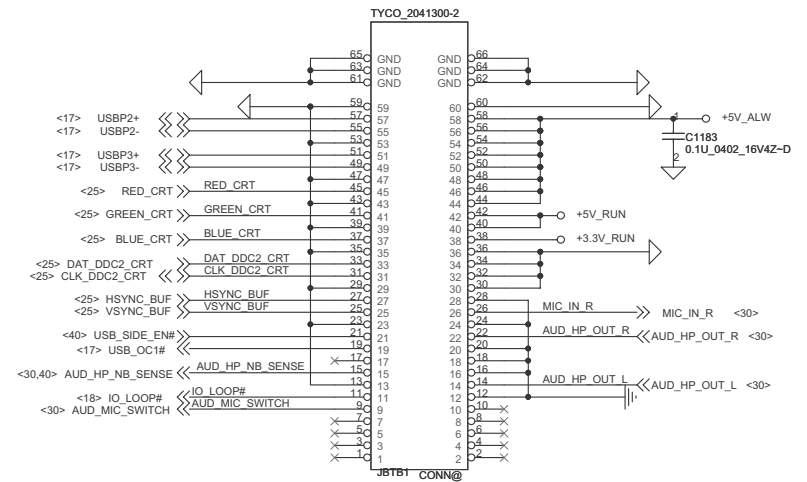 TYCO_2041300-2
65 GND GND 66
63 GND GND 64
61 GND GND 62
59 59 60 60
<17> USBP2+ 57 57 58 58 1 +5V_ALW
<17> USBP2- 55 55 56 56
53 53 54 54 C1183
<17> USBP3+ 51 51 52 52 0.1U_0402_16V4Z~D
<17> USBP3- 49 49 50 50 2
47 47 48 48
<25> RED_CRT RED_CRT 45 45 46 46
43 43 44 44
<25> GREEN_CRT GREEN_CRT 41 41 42 42 +5V_RUN
39 39 40 40
<25> BLUE_CRT BLUE_CRT 37 37 38 38 +3.3V_RUN
35 35 36 36
<25> DAT_DDC2_CRT DAT_DDC2_CRT 33 33 34 34
<25> CLK_DDC2_CRT CLK_DDC2_CRT 31 31 32 32
29 29 30 30
<25> HSYNC_BUF HSYNC_BUF 27 27 28 28
<25> VSYNC_BUF VSYNC_BUF 25 25 26 26 MIC_IN_R MIC_IN_R <30>
23 23 24 24
<40> USB_SIDE_EN# 21 21 22 22 AUD_HP_OUT_R AUD_HP_OUT_R <30>
<17> USB_OC1# 19 19 20 20
17 17 18 18
<30,40> AUD_HP_NB_SENSE AUD_HP_NB_SENSE 15 15 16 16
13 13 14 14 AUD_HP_OUT_L AUD_HP_OUT_L <30>
<18> IO_LOOP# IO_LOOP# 11 11 12 12
<30> AUD_MIC_SWITCH AUD_MIC_SWITCH 9 9 10 10
7 7 8 8
5 5 6 6
3 3 4 4
1 1 2 2
JBTB1 CONN@